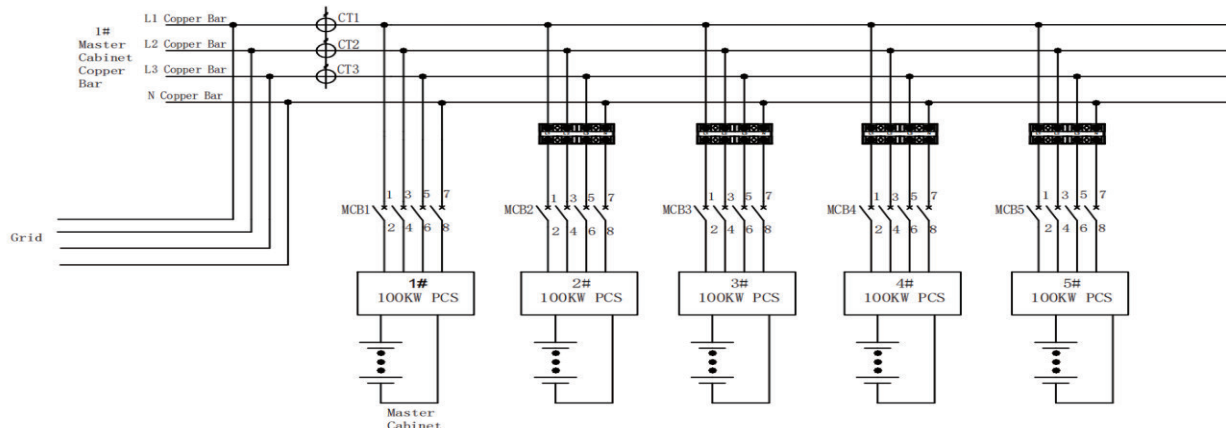 L1 Copper Bar
CT1
1#
Master
Cabinet
Copper
Bar
L2 Copper Bar
CT2
L3 Copper Bar
CT3
N Copper Bar
Grid
MCB1
1 3 5 7
2 4 6 8
MCB2
1 3 5 7
2 4 6 8
MCB3
1 3 5 7
2 4 6 8
MCB4
1 3 5 7
2 4 6 8
MCB5
1 3 5 7
2 4 6 8
1#
100KW PCS
2#
100KW PCS
3#
100KW PCS
4#
100KW PCS
5#
100KW PCS
Master
Cabinet